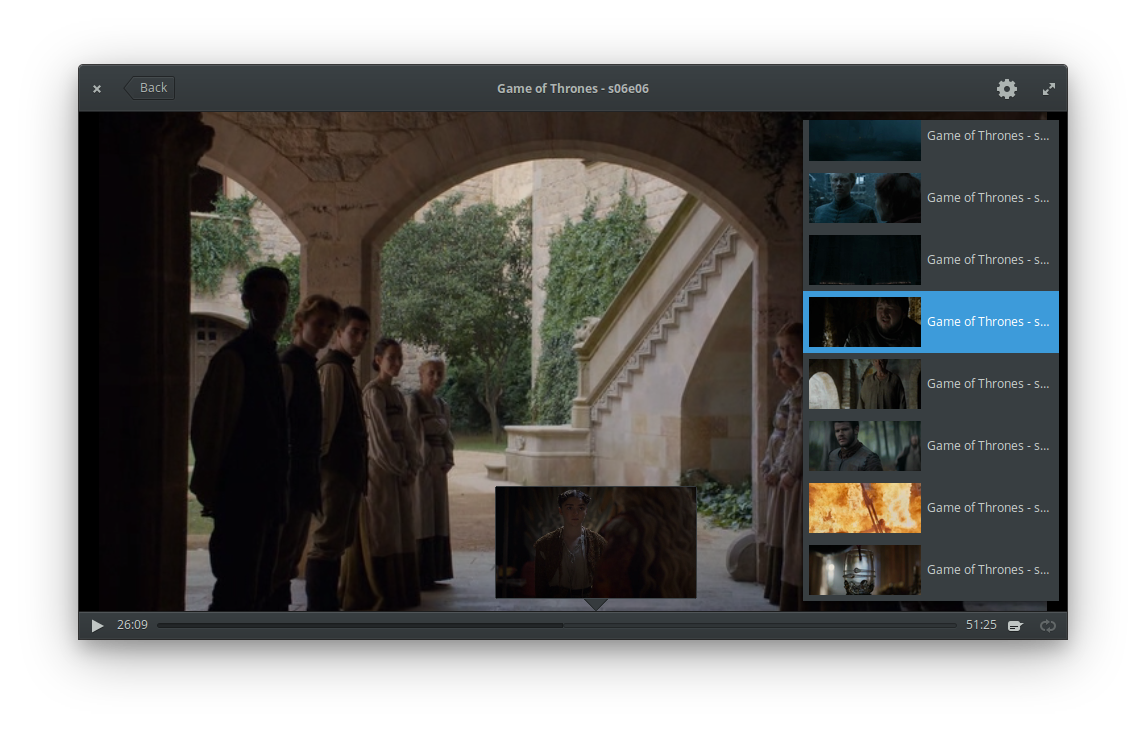 Back
Game of Thrones - s06e06
Game of Thrones - s...
Game of Thrones - s...
Game of Thrones - s...
Game of Thrones - s...
Game of Thrones - s...
Game of Thrones - s...
Game of Thrones - s...
Game of Thrones - s...
26:09
51:25